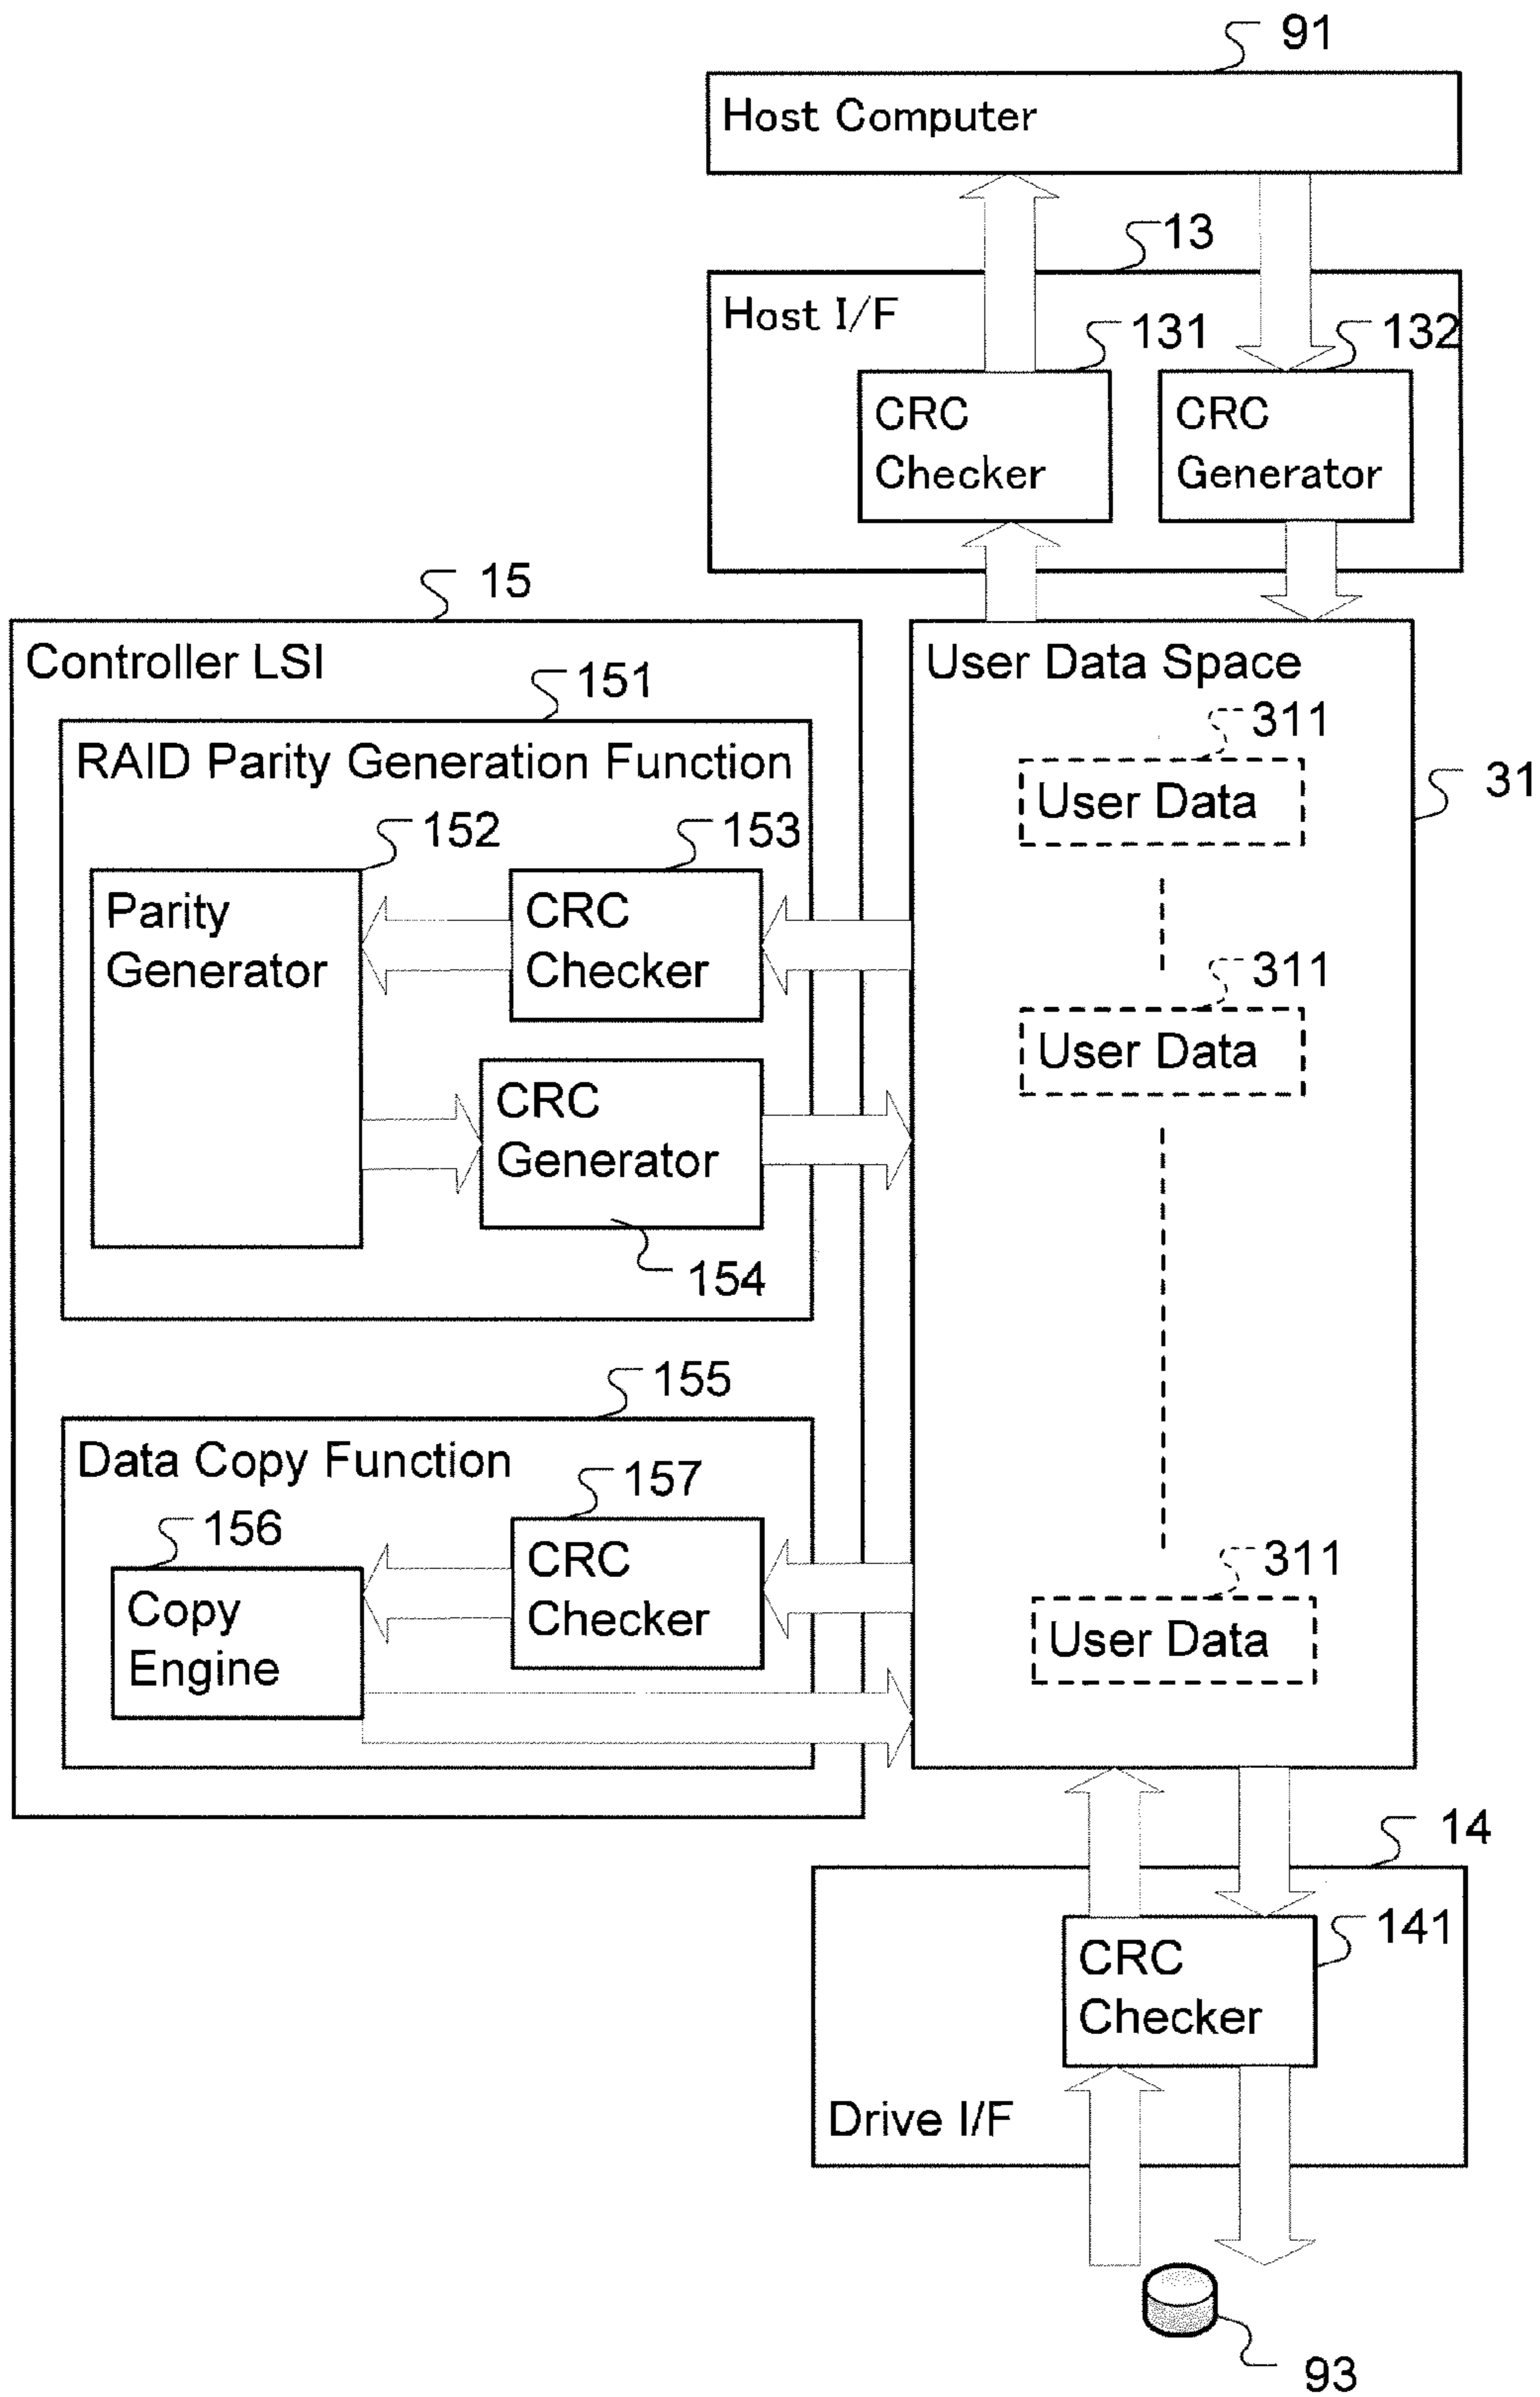 91
Host Computer
13
Host I/F
131
132
CRC
Checker
CRC
Generator
15
Controller LSI
151
RAID Parity Generation Function
152
153
Parity
Generator
CRC
Checker
CRC
Generator
154
155
Data Copy Function
157
156
CRC
Checker
Copy
Engine
User Data Space
311
31
User Data
311
User Data
311
User Data
14
141
CRC
Checker
Drive I/F
93